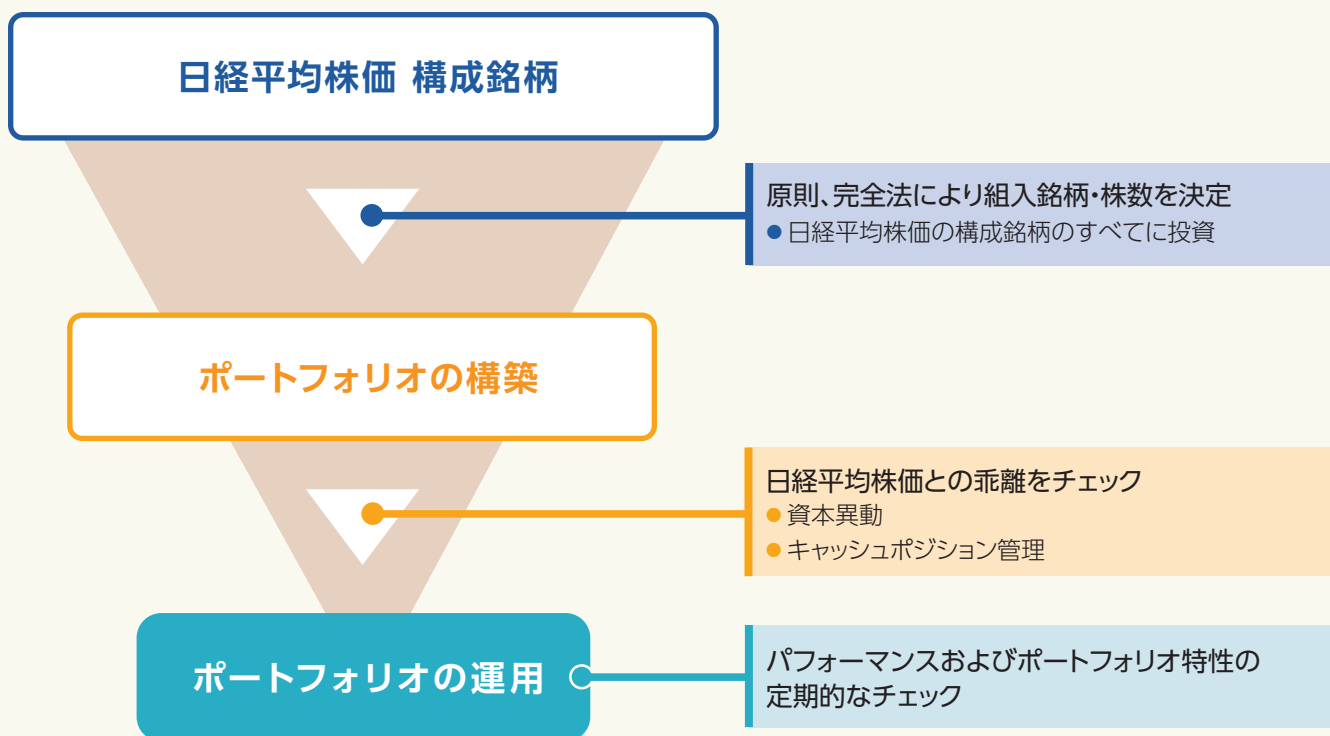 日経平均株価 構成銘柄
原則、完全法により組入銘柄・株数を決定
● 日経平均株価の構成銘柄のすべてに投資
ポートフォリオの構築
日経平均株価との乖離をチェック
● 資本異動
● キャッシュポジション管理
ポートフォリオの運用
パフォーマンスおよびポートフォリオ特性の
定期的なチェック